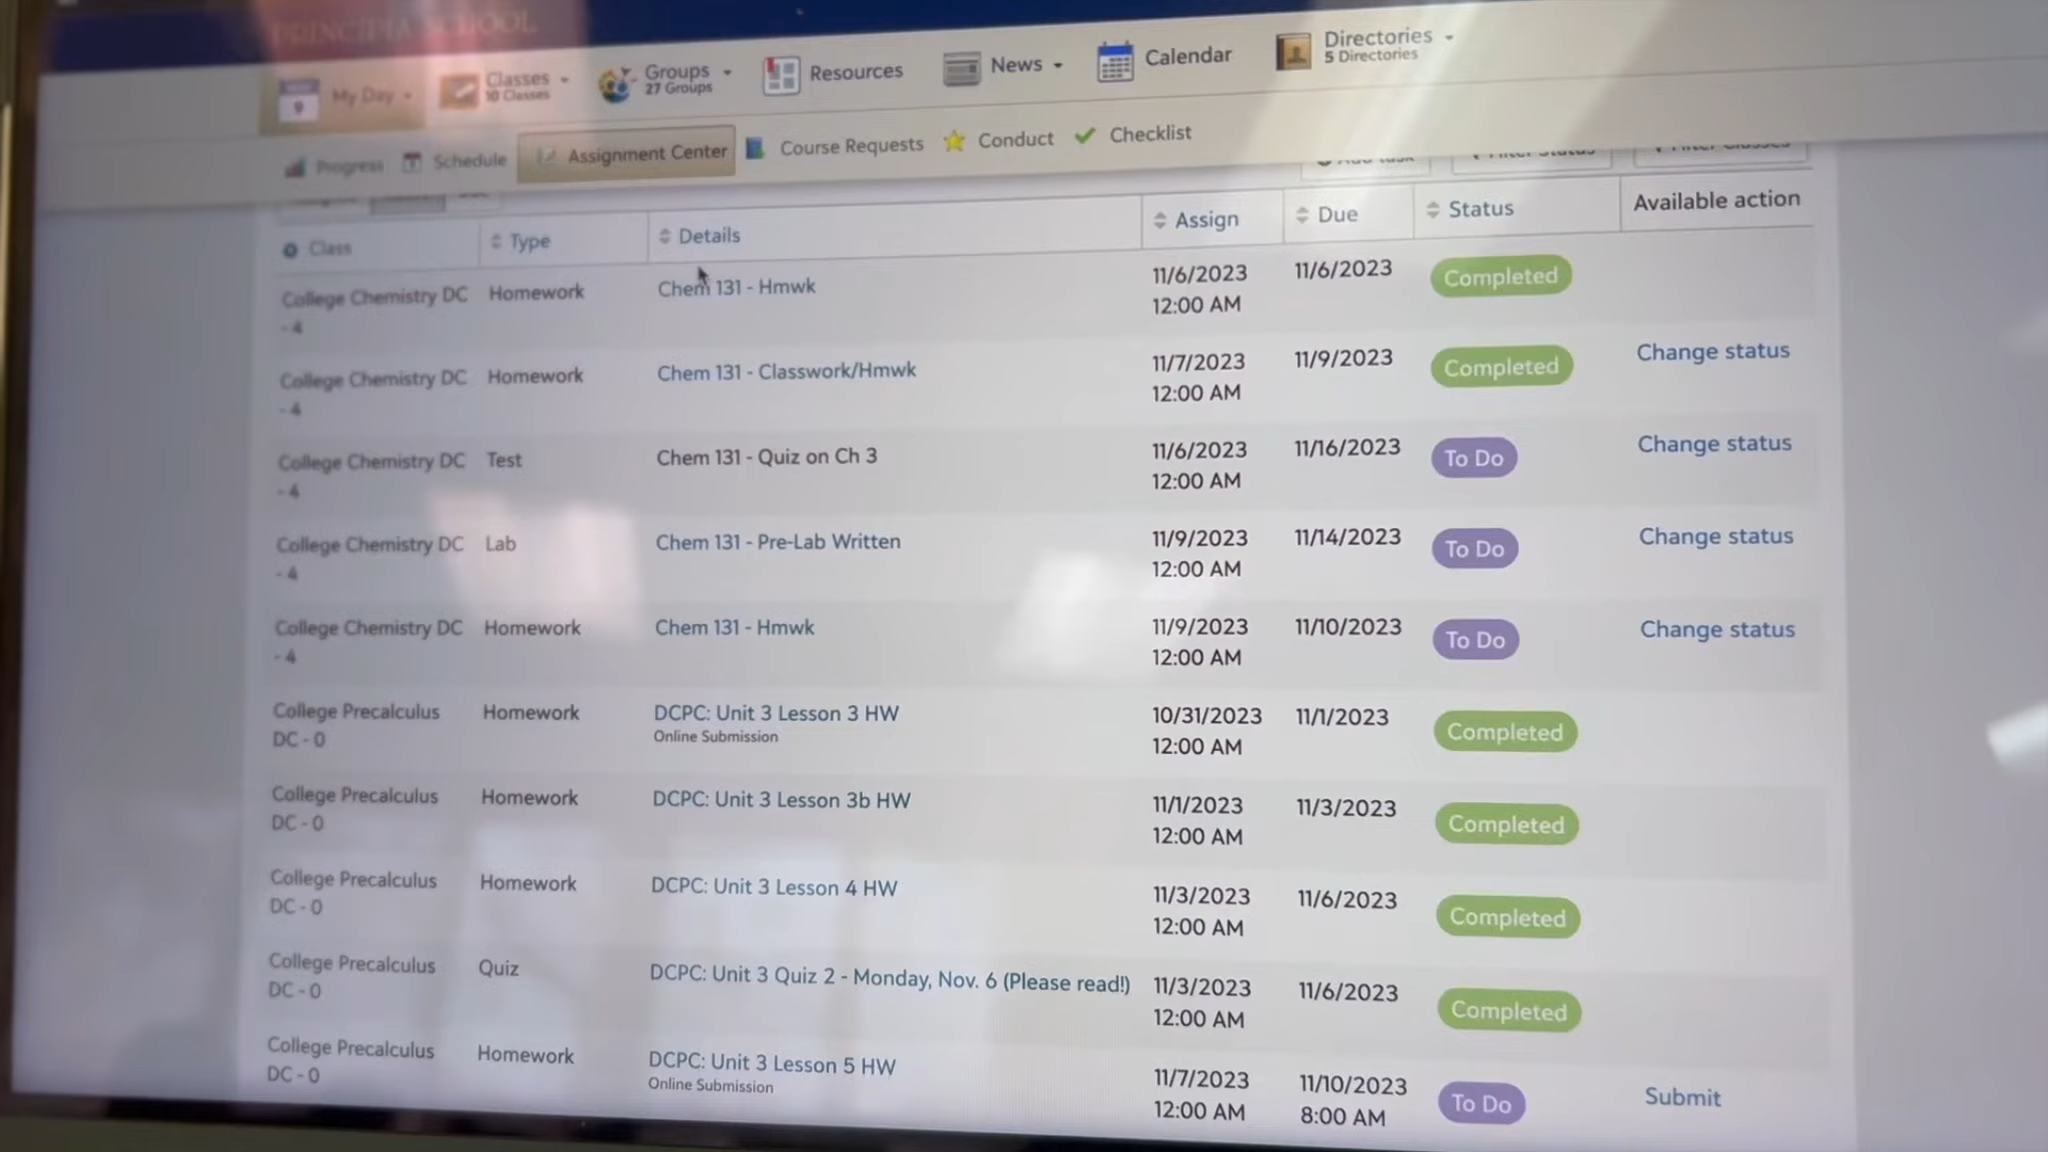 PRINCIPIA SCHOOL
9 My Day
Classes
10 Classes
Groups
27 Groups
Resources
News
Calendar
Directories
5 Directories
Progress
Schedule
Assignment Center
Course Requests
Conduct
Checklist
Class Type Details Assign Due Status Available action
College Chemistry DC Homework Chem 131 - Hmwk 11/6/2023 11/6/2023 Completed
- 4 12:00 AM
College Chemistry DC Homework Chem 131 - Classwork/Hmwk 11/7/2023 11/9/2023 Completed Change status
- 4 12:00 AM
College Chemistry DC Test Chem 131 - Quiz on Ch 3 11/6/2023 11/16/2023 To Do Change status
- 4 12:00 AM
College Chemistry DC Lab Chem 131 - Pre-Lab Written 11/9/2023 11/14/2023 To Do Change status
- 4 12:00 AM
College Chemistry DC Homework Chem 131 - Hmwk 11/9/2023 11/10/2023 To Do Change status
- 4 12:00 AM
College Precalculus Homework DCPC: Unit 3 Lesson 3 HW 10/31/2023 11/1/2023 Completed
DC - 0 Online Submission 12:00 AM
College Precalculus Homework DCPC: Unit 3 Lesson 3b HW 11/1/2023 11/3/2023 Completed
DC - 0 12:00 AM
College Precalculus Homework DCPC: Unit 3 Lesson 4 HW 11/3/2023 11/6/2023 Completed
DC - 0 12:00 AM
College Precalculus Quiz DCPC: Unit 3 Quiz 2 - Monday, Nov. 6 (Please read!) 11/3/2023 11/6/2023 Completed
DC - 0 12:00 AM
College Precalculus Homework DCPC: Unit 3 Lesson 5 HW 11/7/2023 11/10/2023 To Do Submit
DC - 0 Online Submission 12:00 AM 8:00 AM